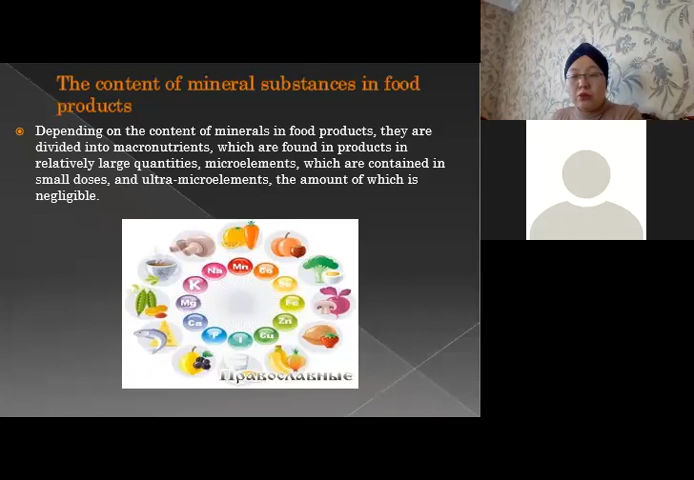 The content of mineral substances in food
products
Depending on the content of minerals in food products, they are
divided into macronutrients, which are found in products in
relatively large quantities, microelements, which are contained in
small doses, and ultra-microelements, the amount of which is
negligible.
Na Mn Co
K Se
Mg Fe
Ca Zn
P I Cu
Православные